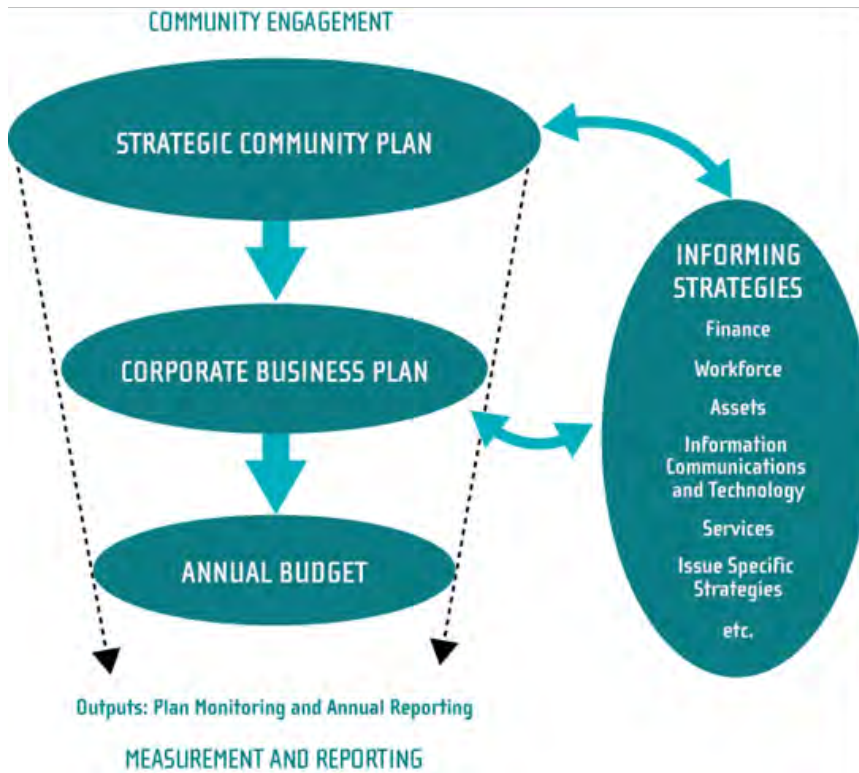 COMMUNITY ENGAGEMENT
STRATEGIC COMMUNITY PLAN
CORPORATE BUSINESS PLAN
ANNUAL BUDGET
INFORMING
STRATEGIES
Finance
Workforce
Assets
Information
Communications
and Technology
Services
Issue Specific
Strategies
etc.
Outputs: Plan Monitoring and Annual Reporting
MEASUREMENT AND REPORTING